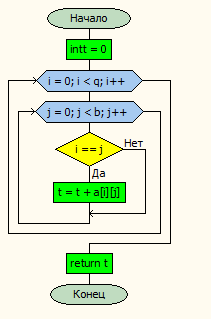 Начало
intt = 0
i = 0; i < q; i++
j = 0; j < b; j++
i == j
Нет
Да
t = t + a[i][j]
return t
Конец